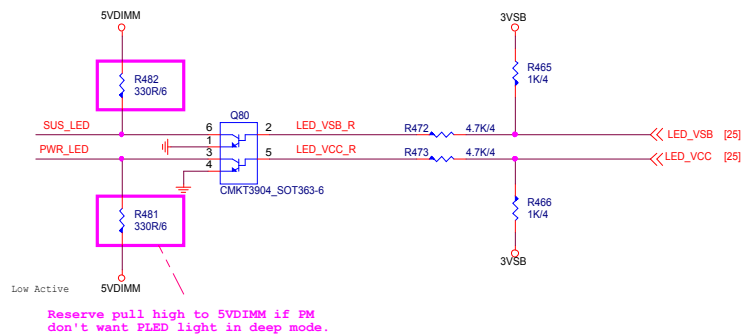 5VDIMM
3VSB
R482
330R/6
R465
1K/4
Q80
SUS_LED
6
2
LED_VSB_R
R472
4.7K/4
LED_VSB [25]
1
PWR_LED
3
5
LED_VCC_R
R473
4.7K/4
LED_VCC [25]
4
CMKT3904_SOT363-6
R481
330R/6
R466
1K/4
3VSB
Low Active
5VDIMM
Reserve pull high to 5VDIMM if PM
don't want PLED light in deep mode.